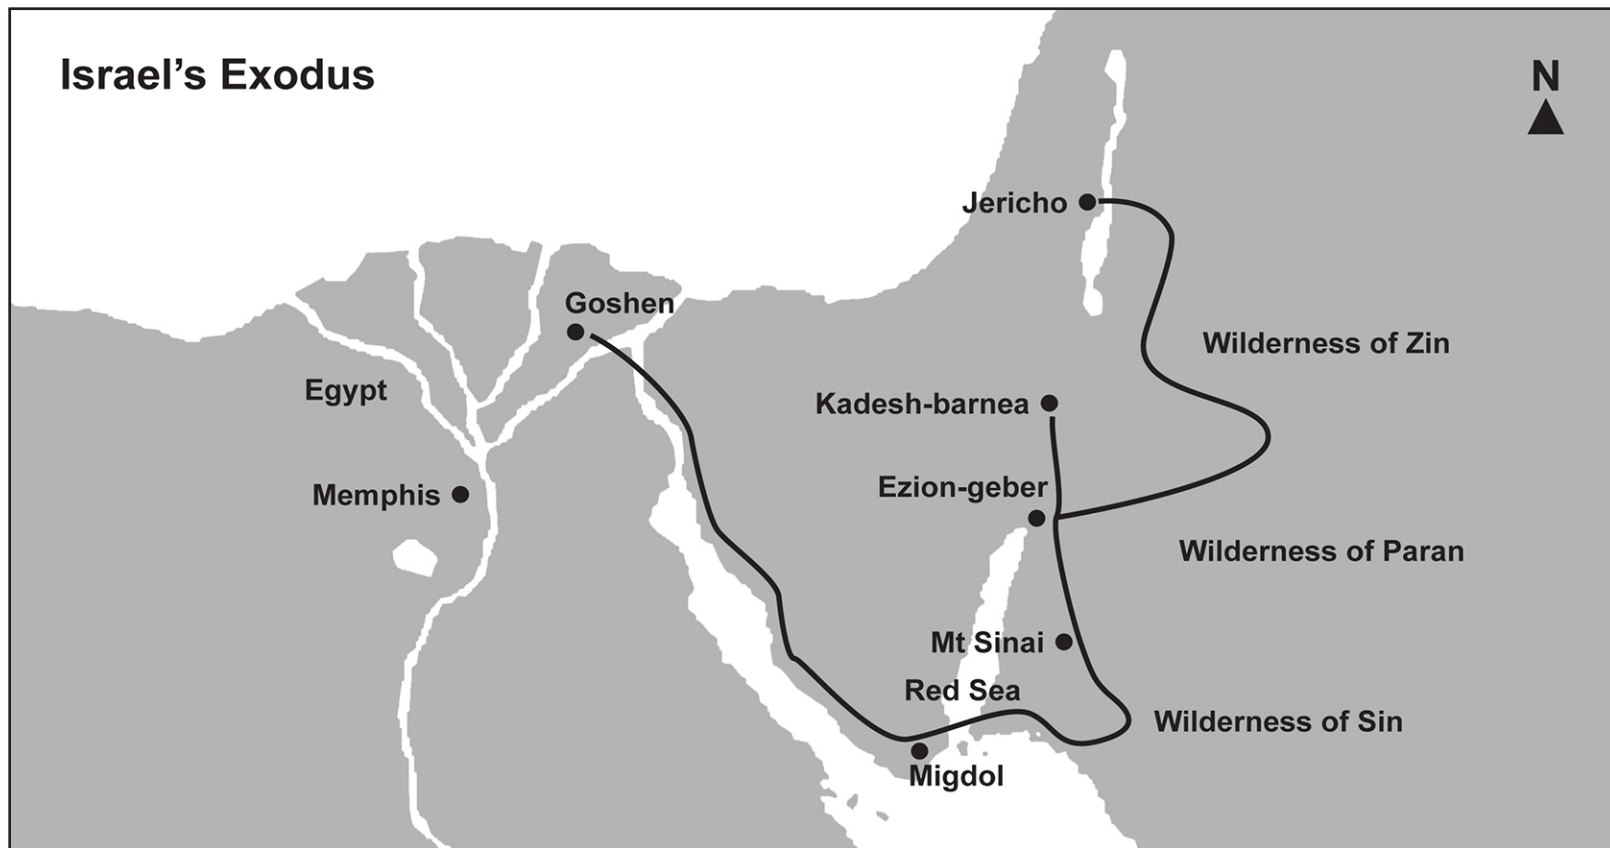 Israel’s Exodus
N
Jericho
Goshen
Wilderness of Zin
Egypt
Kadesh-barnea
Ezion-geber
Memphis
Wilderness of Paran
Mt Sinai
Red Sea
Wilderness of Sin
Migdol